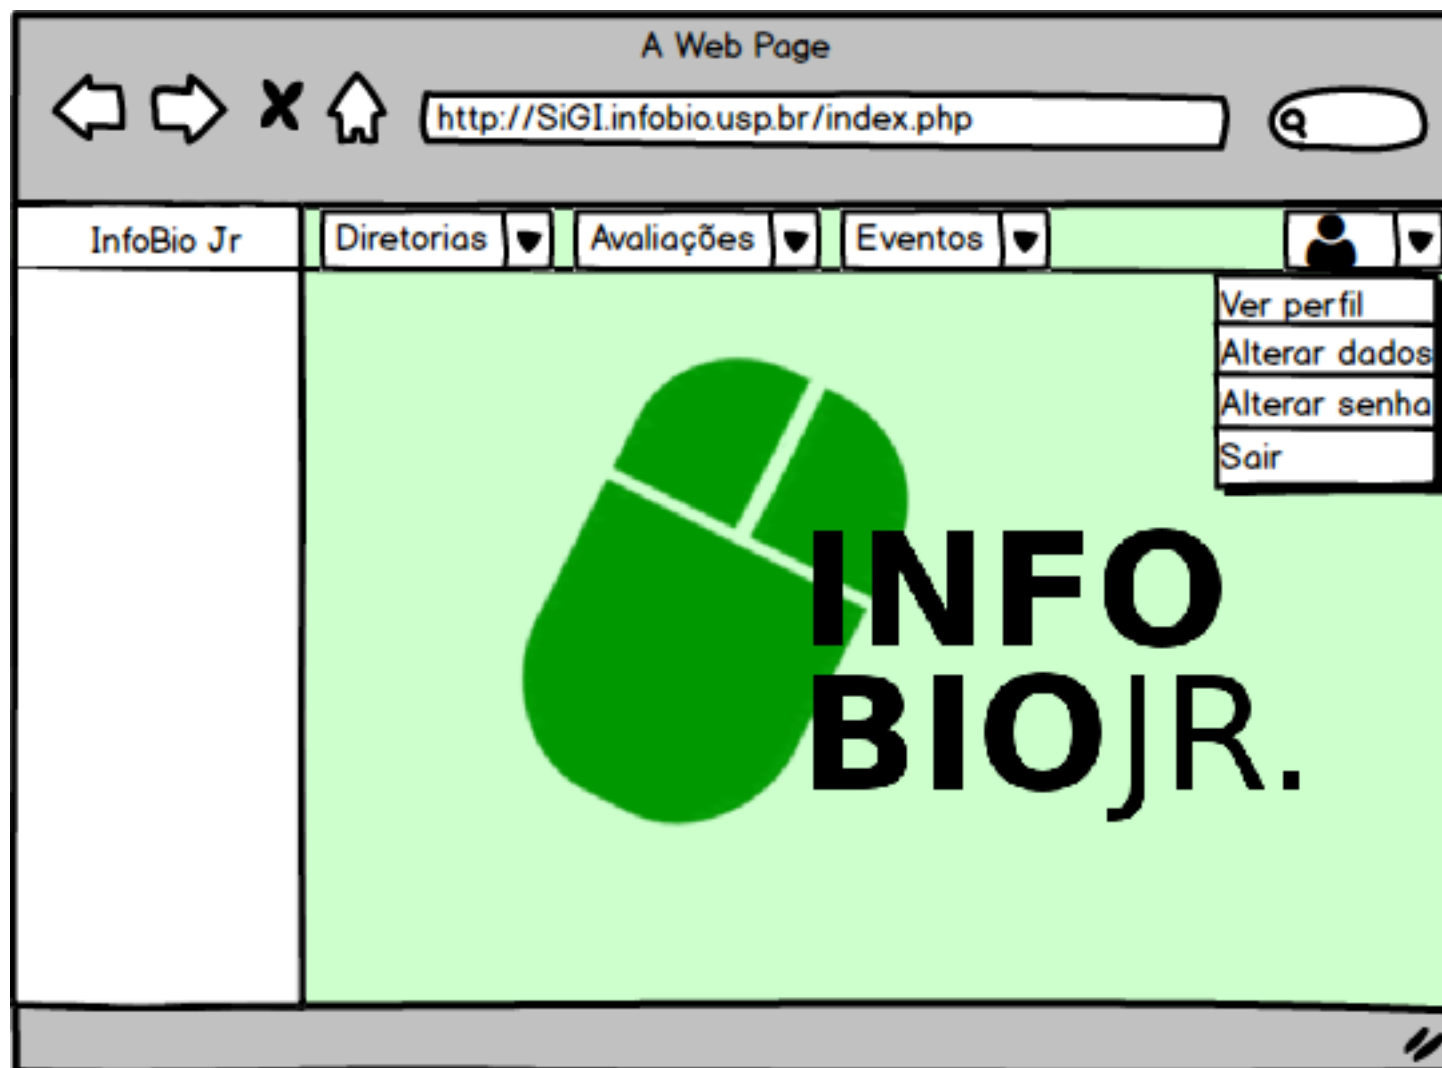 A Web Page
http://SiGI.infobio.usp.br/index.php
InfoBio Jr
Diretorias
Avaliações
Eventos
Ver perfil
Alterar dados
Alterar senha
Sair
INFO
BIOJR.